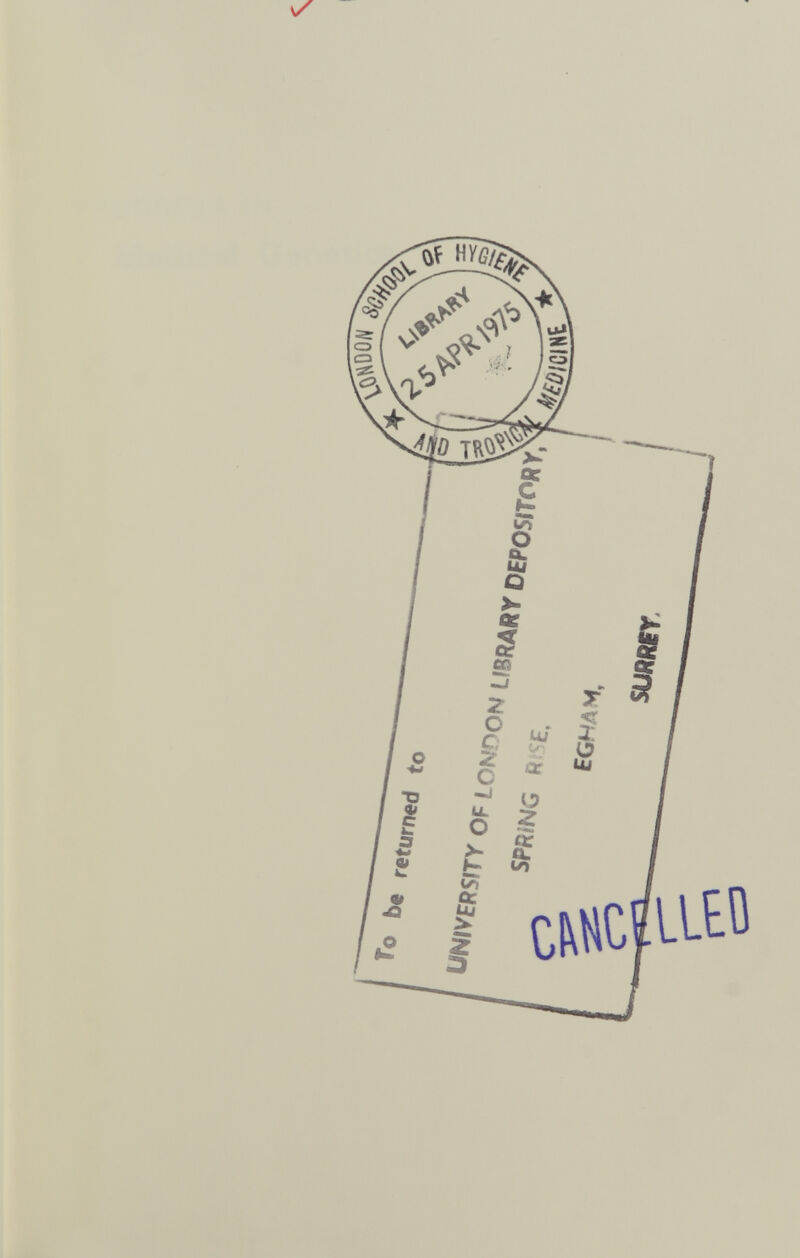 LONDON SCHOOL OF HYGIENE
AND TROPICAL MEDICINE
LIBRARY
25 APR 1975
To be returned to
UNIVERSITY OF LONDON LIBRARY DEPOSITORY,
SPRING RISE,
EGHAM,
SURREY.
CANCELLED